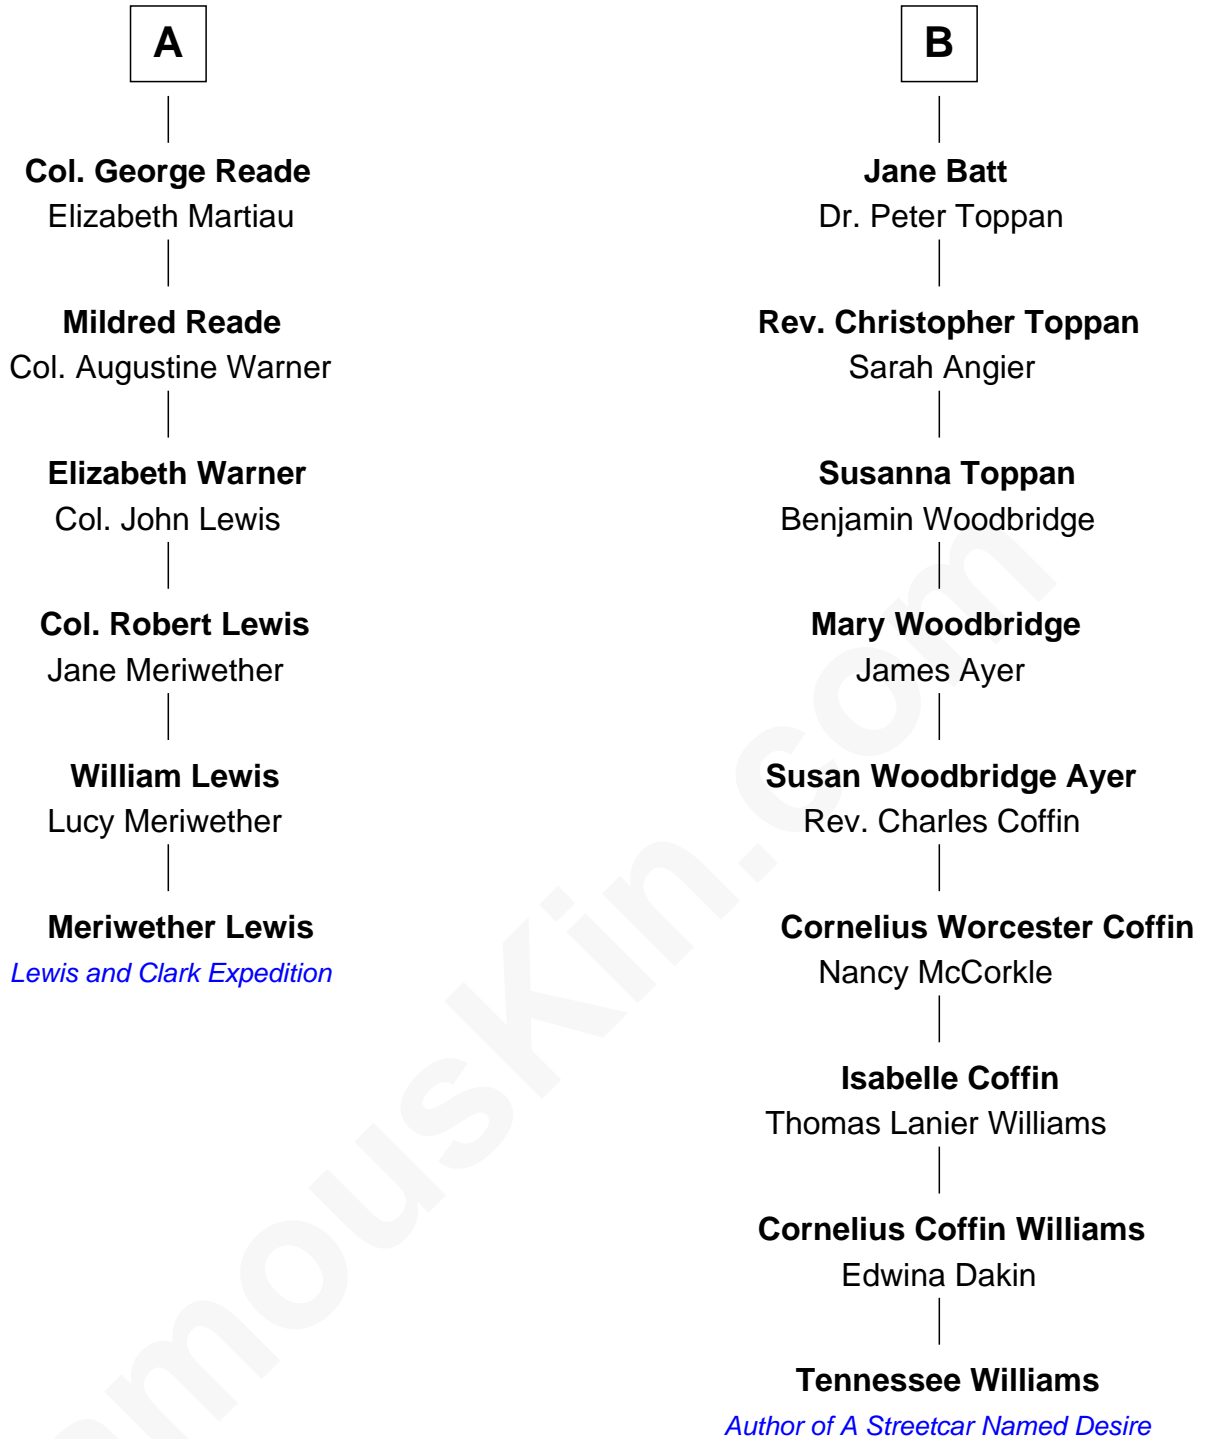 A
Col. George Reade
Elizabeth Martiau
Mildred Reade
Col. Augustine Warner
Elizabeth Warner
Col. John Lewis
Col. Robert Lewis
Jane Meriwether
William Lewis
Lucy Meriwether
Meriwether Lewis
Lewis and Clark Expedition
B
Jane Batt
Dr. Peter Toppan
Rev. Christopher Toppan
Sarah Angier
Susanna Toppan
Benjamin Woodbridge
Mary Woodbridge
James Ayer
Susan Woodbridge Ayer
Rev. Charles Coffin
Cornelius Worcester Coffin
Nancy McCorkle
Isabelle Coffin
Thomas Lanier Williams
Cornelius Coffin Williams
Edwina Dakin
Tennessee Williams
Author of A Streetcar Named Desire
amousKin.com